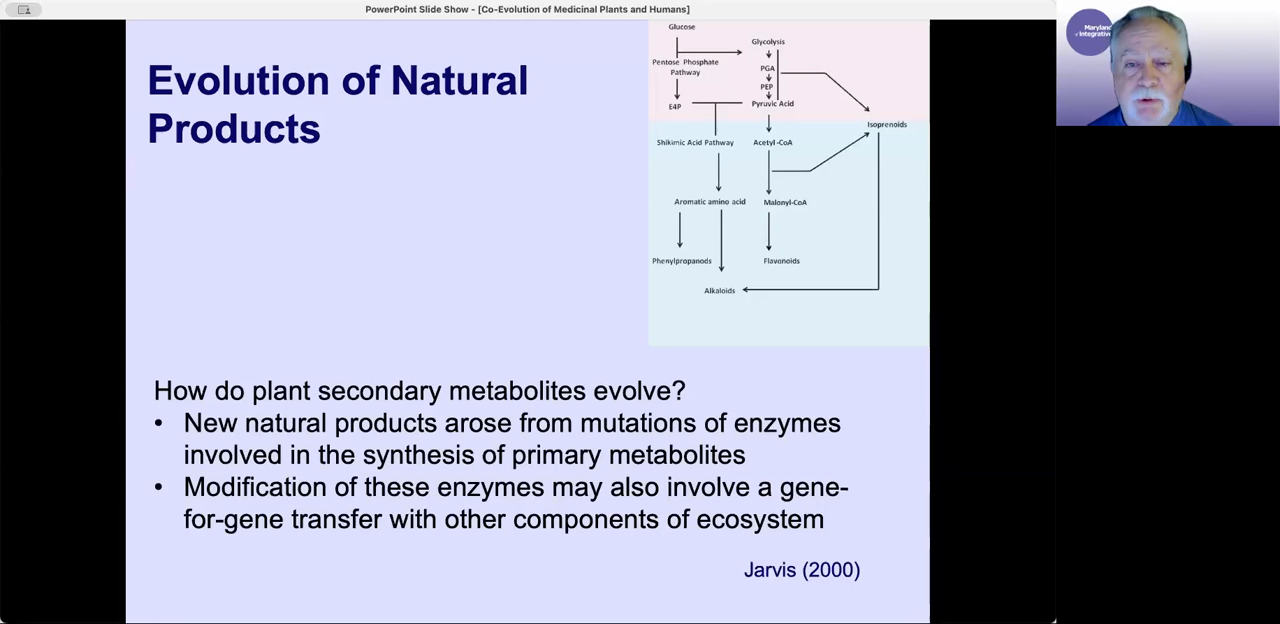 PowerPoint Slide Show - [Co-Evolution of Medicinal Plants and Humans]
Evolution of Natural
Products
Glucose
Glycolysis
Pentose Phosphate
Pathway
PGA
PEP
E4P
Pyruvic Acid
Isoprenoids
Shikimic Acid Pathway
Acetyl-CoA
Aromatic amino acid
Malonyl-CoA
Phenylpropanods
Flavonoids
Alkaloids
How do plant secondary metabolites evolve?
• New natural products arose from mutations of enzymes
involved in the synthesis of primary metabolites
• Modification of these enzymes may also involve a gene-
for-gene transfer with other components of ecosystem
Jarvis (2000)
Maryland
of Integrative